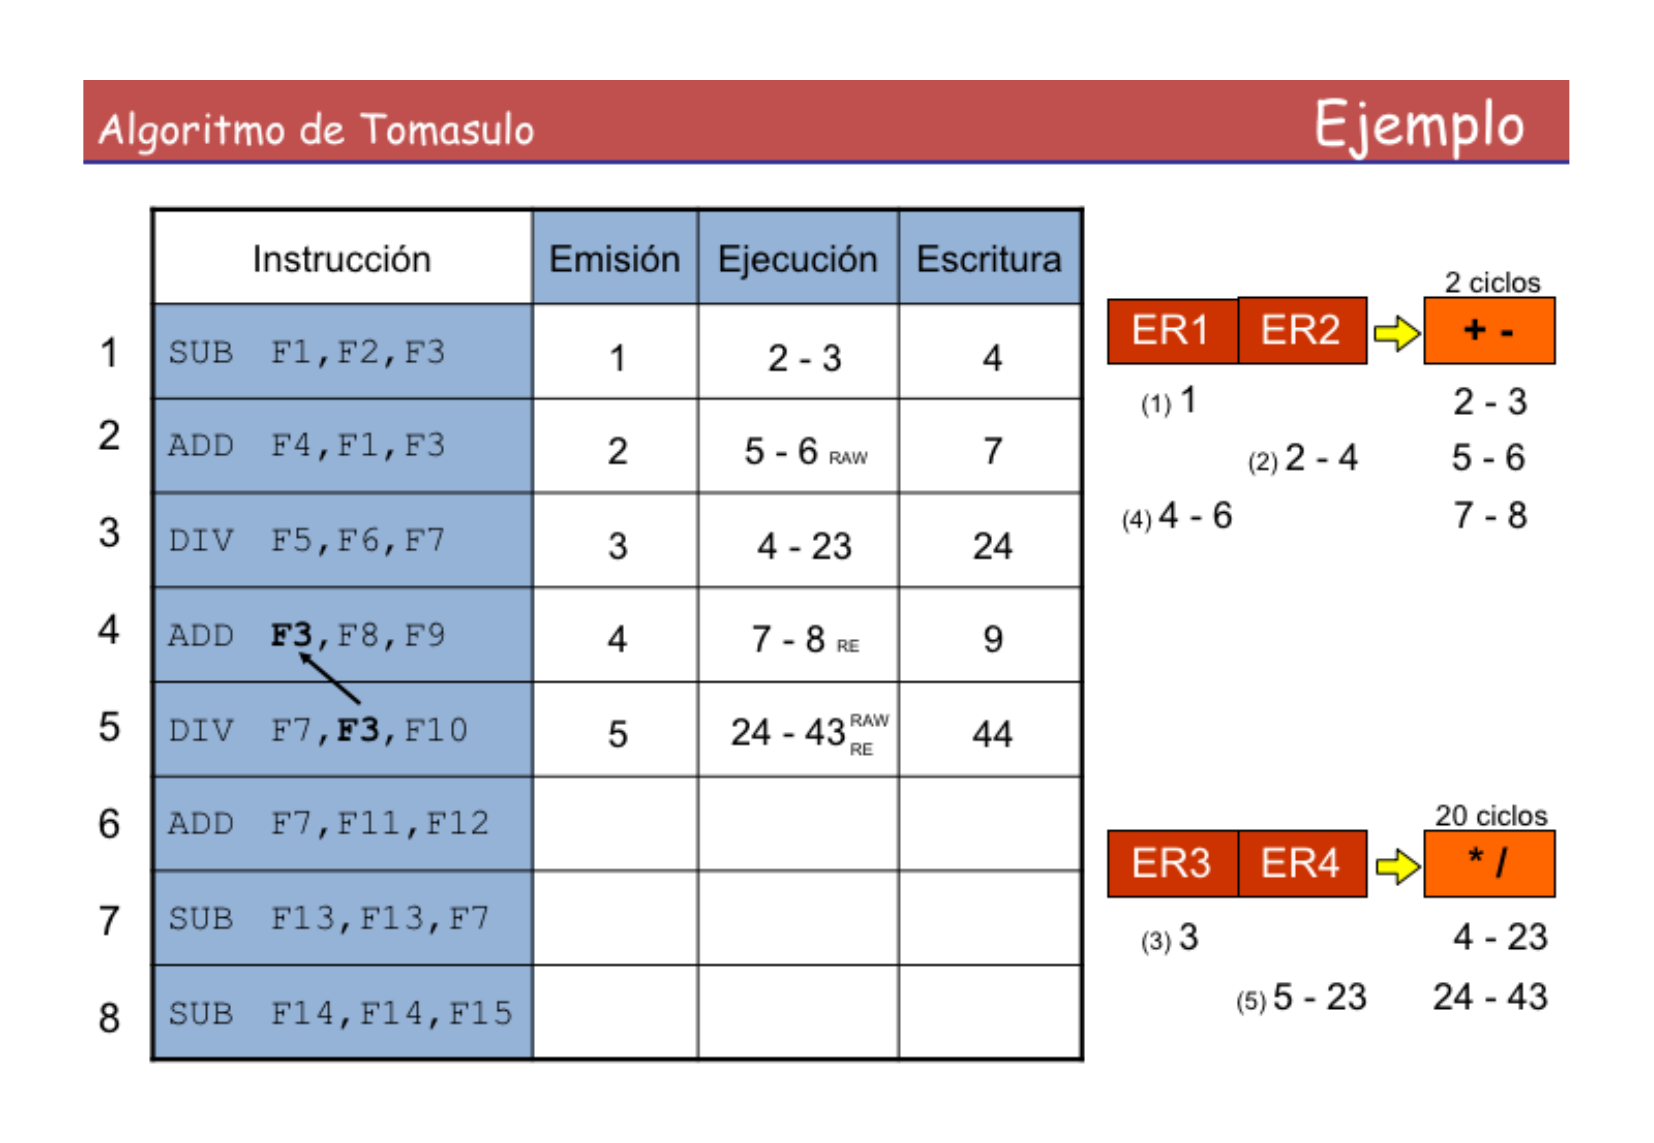 Algoritmo de Tomasulo Ejemplo
Instrucción Emisión Ejecución Escritura
1 SUB F1,F2,F3 1 2 - 3 4
2 ADD F4,F1,F3 2 5 - 6 RAW 7
3 DIV F5,F6,F7 3 4 - 23 24
4 ADD F3,F8,F9 4 7 - 8 RE 9
5 DIV F7,F3,F10 5 24 - 43 RAW RE 44
6 ADD F7,F11,F12
7 SUB F13,F13,F7
8 SUB F14,F14,F15
2 ciclos
ER1 ER2 + -
(1) 1 2 - 3
(2) 2 - 4 5 - 6
(4) 4 - 6 7 - 8
20 ciclos
ER3 ER4 * /
(3) 3 4 - 23
(5) 5 - 23 24 - 43